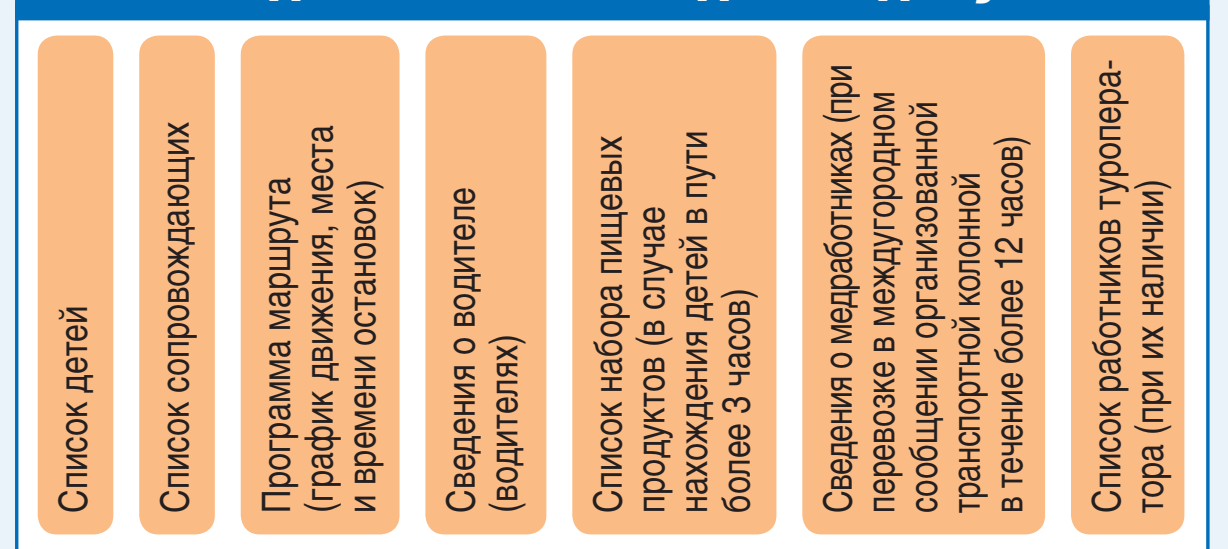 Список детей
Список сопровождающих
Программа маршрута
(график движения, места
и времени остановок)
Сведения о водителе
(водителях)
Список набора пищевых
продуктов (в случае
нахождения детей в пути
более 3 часов)
Сведения о медработниках (при
перевозке в междугородном
сообщении организованной
транспортной колонной
в течение более 12 часов)
Список работников туропера-
тора (при их наличии)